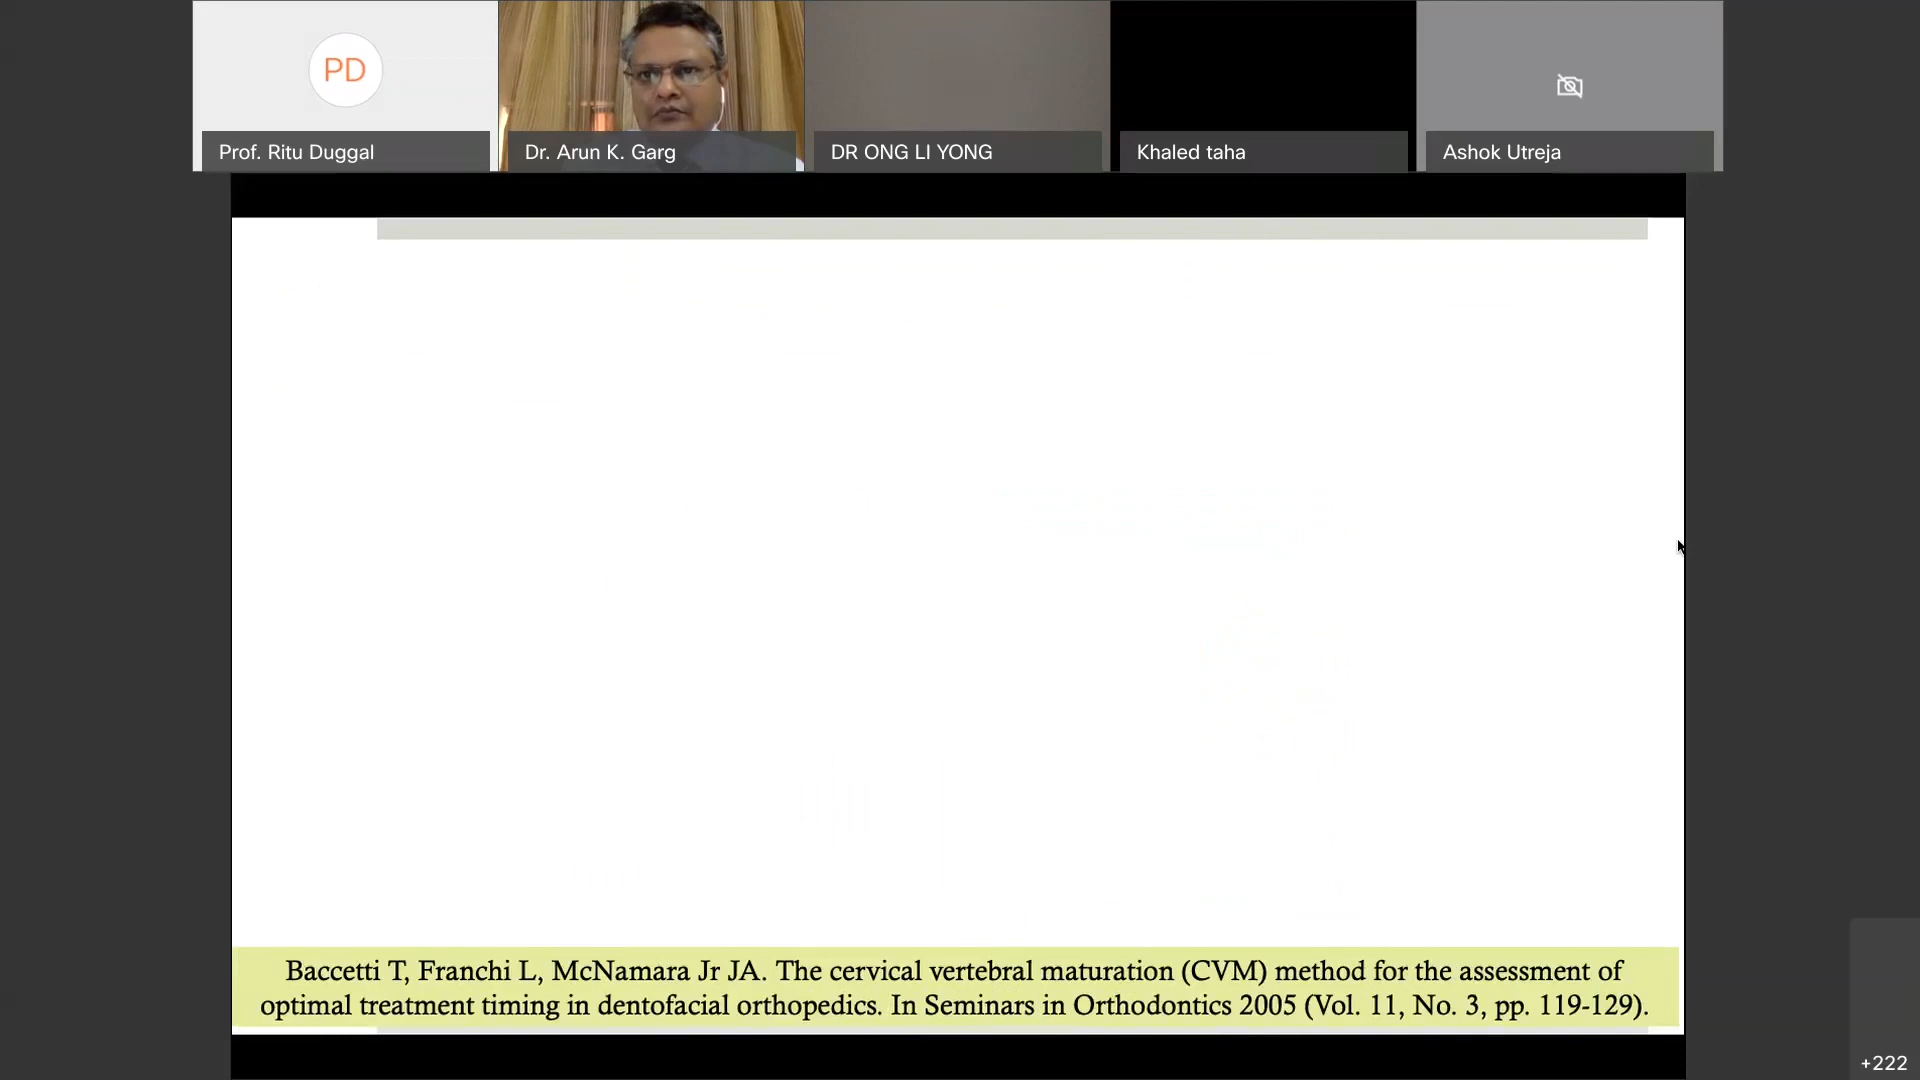 PD
Prof. Ritu Duggal
Dr. Arun K. Garg
DR ONG LI YONG
Khaled taha
Ashok Utreja
Baccetti T, Franchi L, McNamara Jr JA. The cervical vertebral maturation (CVM) method for the assessment of
optimal treatment timing in dentofacial orthopedics. In Seminars in Orthodontics 2005 (Vol. 11, No. 3, pp. 119-129).
+222